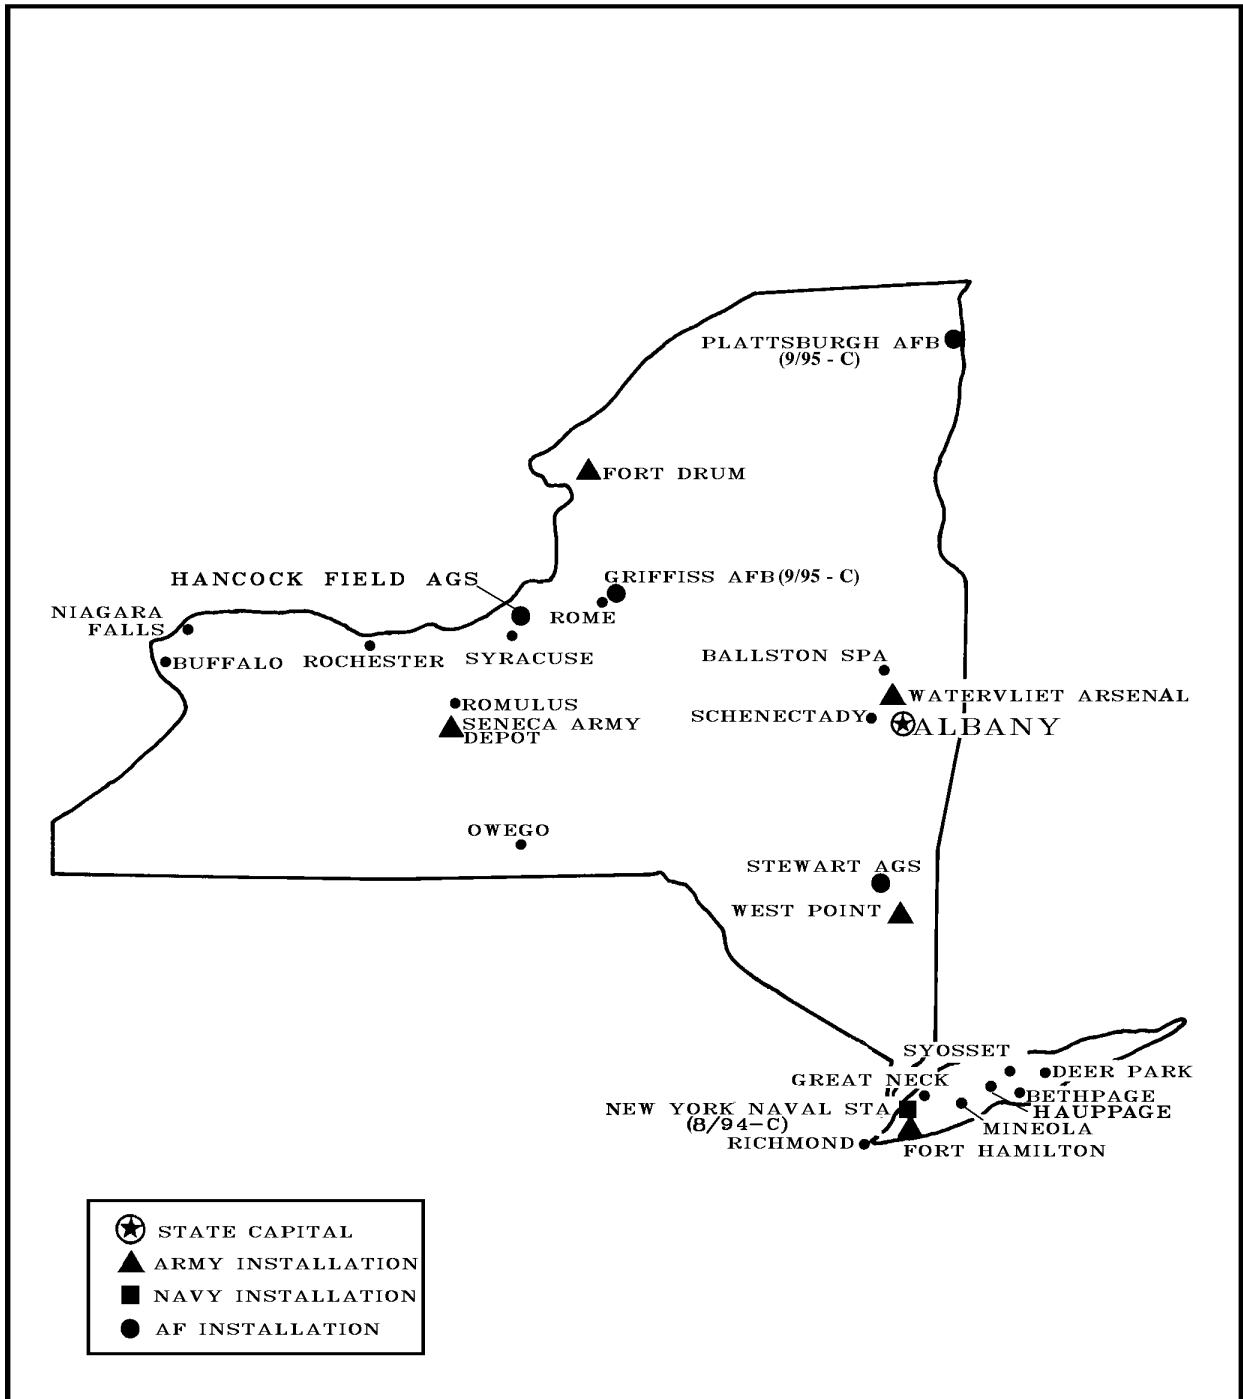 PLATTSBURGH AFB
(9/95 - C)
FORT DRUM
HANCOCK FIELD AGS
GRIFFISS AFB(9/95 - C)
ROME
NIAGARA
FALLS
BUFFALO
ROCHESTER
SYRACUSE
BALLSTON SPA
WATERVLIET ARSENAL
ROMULUS
SENECA ARMY
DEPOT
SCHENECTADY
ALBANY
OWEGO
STEWART AGS
WEST POINT
SYOSSET
GREAT NECK
DEER PARK
BETHPAGE
HAUPPAGE
NEW YORK NAVAL STA
(8/94-C)
MINEOLA
RICHMOND
FORT HAMILTON
STATE CAPITAL
ARMY INSTALLATION
NAVY INSTALLATION
AF INSTALLATION